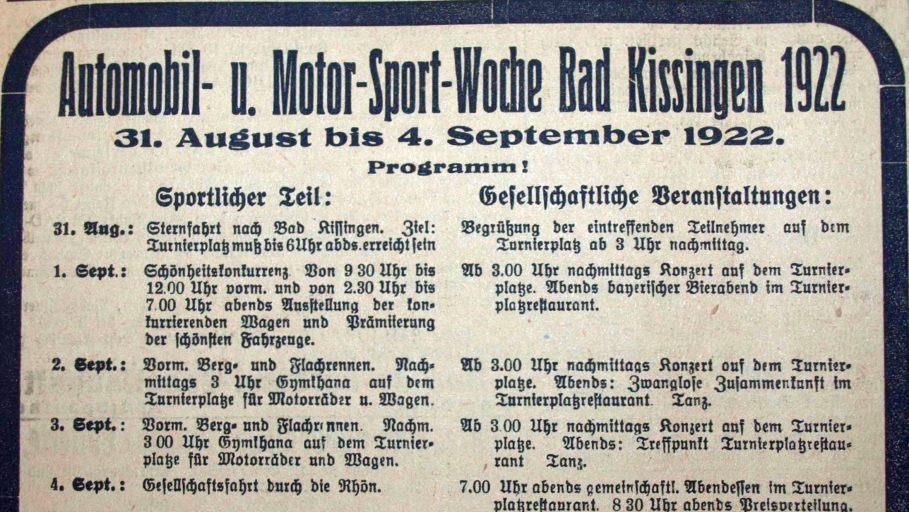 Automobil- u. Motor-Sport-Woche Bad Kissingen 1922
31. August bis 4. September 1922.
Programm!
Sportlicher Teil:
31. Aug.: Sternfahrt nach Bad Kissingen. Ziel:
Turnierplatz muß bis 6 Uhr abds. erreicht sein
1. Sept.: Schönheitskonkurrenz Von 9 30 Uhr bis
12.00 Uhr vorm. und von 2.30 Uhr bis
7.00 Uhr abends Ausstellung der kon-
kurrierenden Wagen und Prämiierung
der schönsten Fahrzeuge.
2. Sept.: Vorm. Berg- und Flachrennen. Nach-
mittags 3 Uhr Gymkhana auf dem
Turnierplatze für Motorräder u. Wagen.
3. Sept.: Vorm. Berg- und Flachrennen. Nachm.
3 00 Uhr Gymkhana auf dem Turnier-
platze für Motorräder und Wagen.
4. Sept.: Gesellschaftsfahrt durch die Rhön.
Gesellschaftliche Veranstaltungen:
Begrüßung der eintreffenden Teilnehmer auf dem
Turnierplatz ab 3 Uhr nachmittag.
Ab 3.00 Uhr nachmittags Konzert auf dem Turnier-
platze. Abends bayerischer Bierabend im Turnier-
platzrestaurant.
Ab 3.00 Uhr nachmittags Konzert auf dem Turnier-
platze. Abends: Zwanglose Zusammenkunft im
Turnierplatzrestaurant Tanz.
Ab 3.00 Uhr nachmittags Konzert auf dem Turnier-
platze. Abends: Treffpunkt Turnierplatzrestau-
rant Tanz.
7.00 Uhr abends gemeinschaftl. Abendessen im Turnier-
platzrestaurant. 8 30 Uhr abends Preisverteilung.